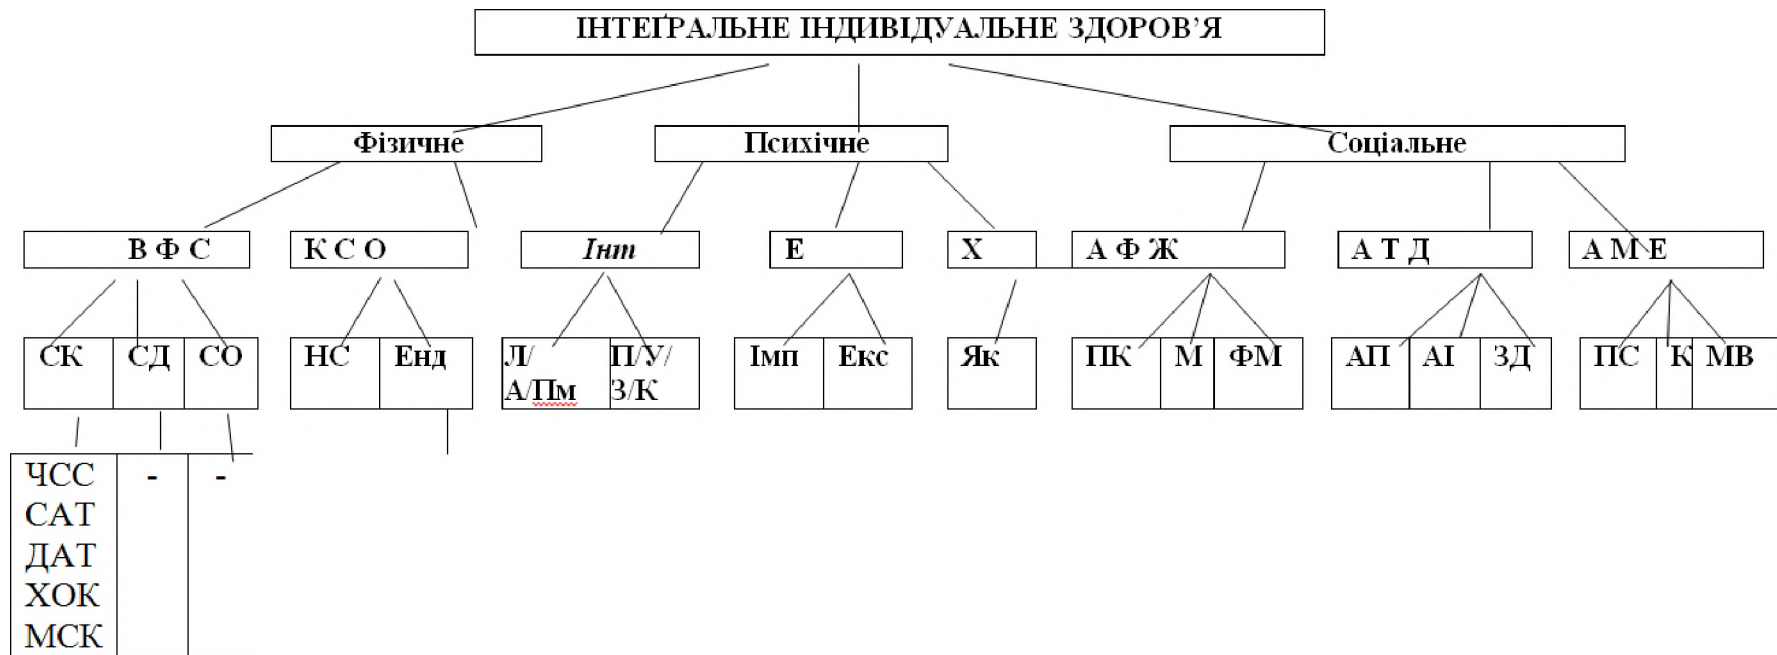 ІНТЕҐРАЛЬНЕ ІНДИВІДУАЛЬНЕ ЗДОРОВ’Я
Фізичне Психічне Соціальне
В Ф С К С О Інт Е Х А Ф Ж А Т Д А М Е
СК СД СО НС Енд Л/ П/У/ Імп Екс Як ПК М ФМ АП АІ ЗД ПС К МВ
А/Пм З/К
ЧСС - -
САТ
ДАТ
ХОК
МСК